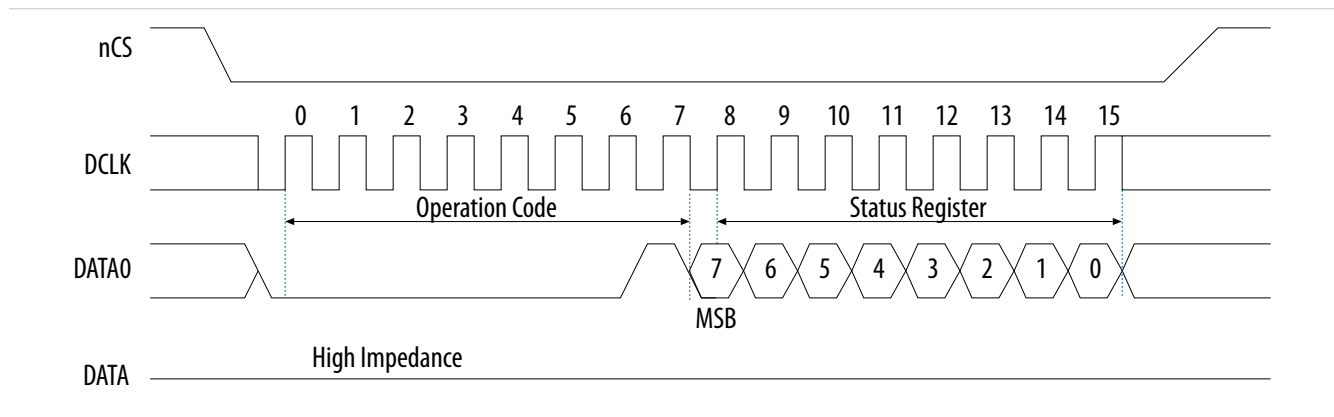 nCS
0 1 2 3 4 5 6 7 8 9 10 11 12 13 14 15
DCLK
Operation Code Status Register
DATA0 7 6 5 4 3 2 1 0
MSB
High Impedance
DATA